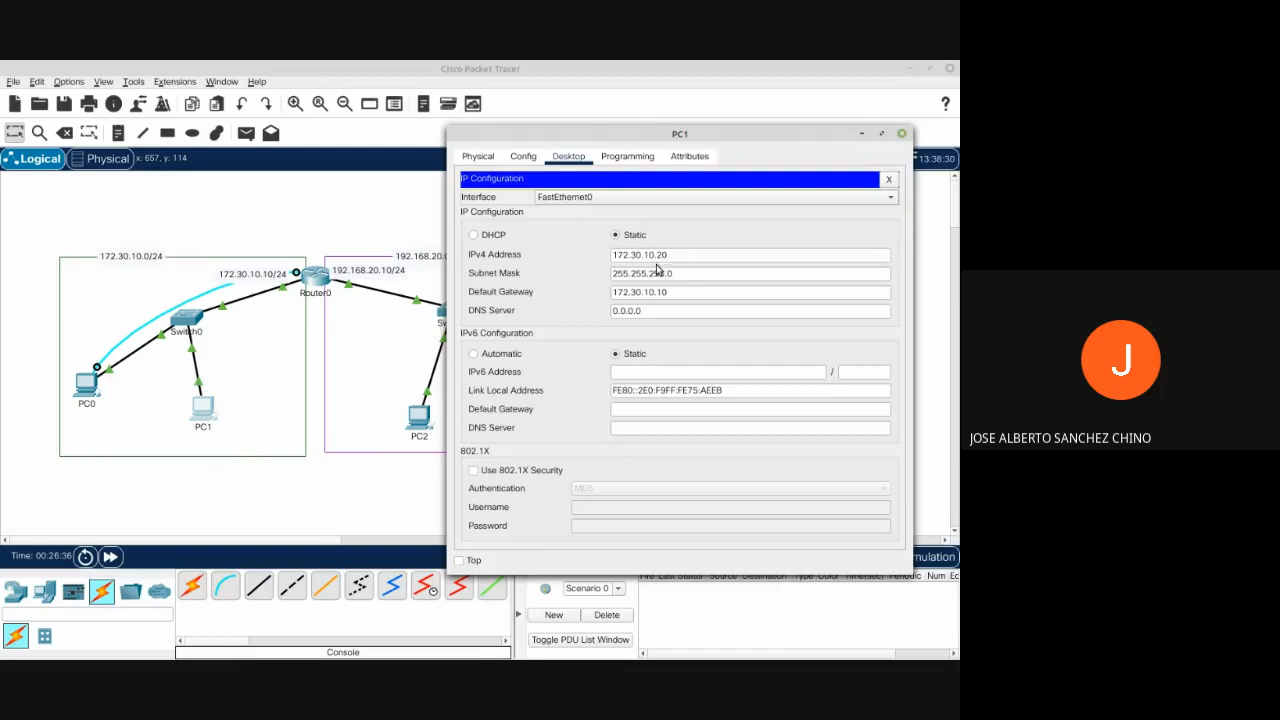 Cisco Packet Tracer
File Edit Options View Tools Extensions Window Help
?
Logical Physical x: 657, y: 114
13:38:30
172.30.10.0/24
192.168.20.
172.30.10.10/24
192.168.20.10/24
Router0
Switch0
PC0
PC1
PC2
PC1
Physical Config Desktop Programming Attributes
IP Configuration X
Interface FastEthernet0
IP Configuration
DHCP Static
IPv4 Address 172.30.10.20
Subnet Mask
Default Gateway 172.30.10.10
DNS Server 0.0.0.0
IPv6 Configuration
Automatic Static
IPv6 Address /
Link Local Address FE80::2E0:F9FF:FE75:AEEB
Default Gateway
DNS Server
802.1X
Use 802.1X Security
Authentication MD5
Username
Password
Top
Time: 00:26:36
Fire Last Status Source Destination Type Color Time(sec) Periodic Num
Scenario 0
New Delete
Toggle PDU List Window
Console
J
JOSE ALBERTO SANCHEZ CHINO